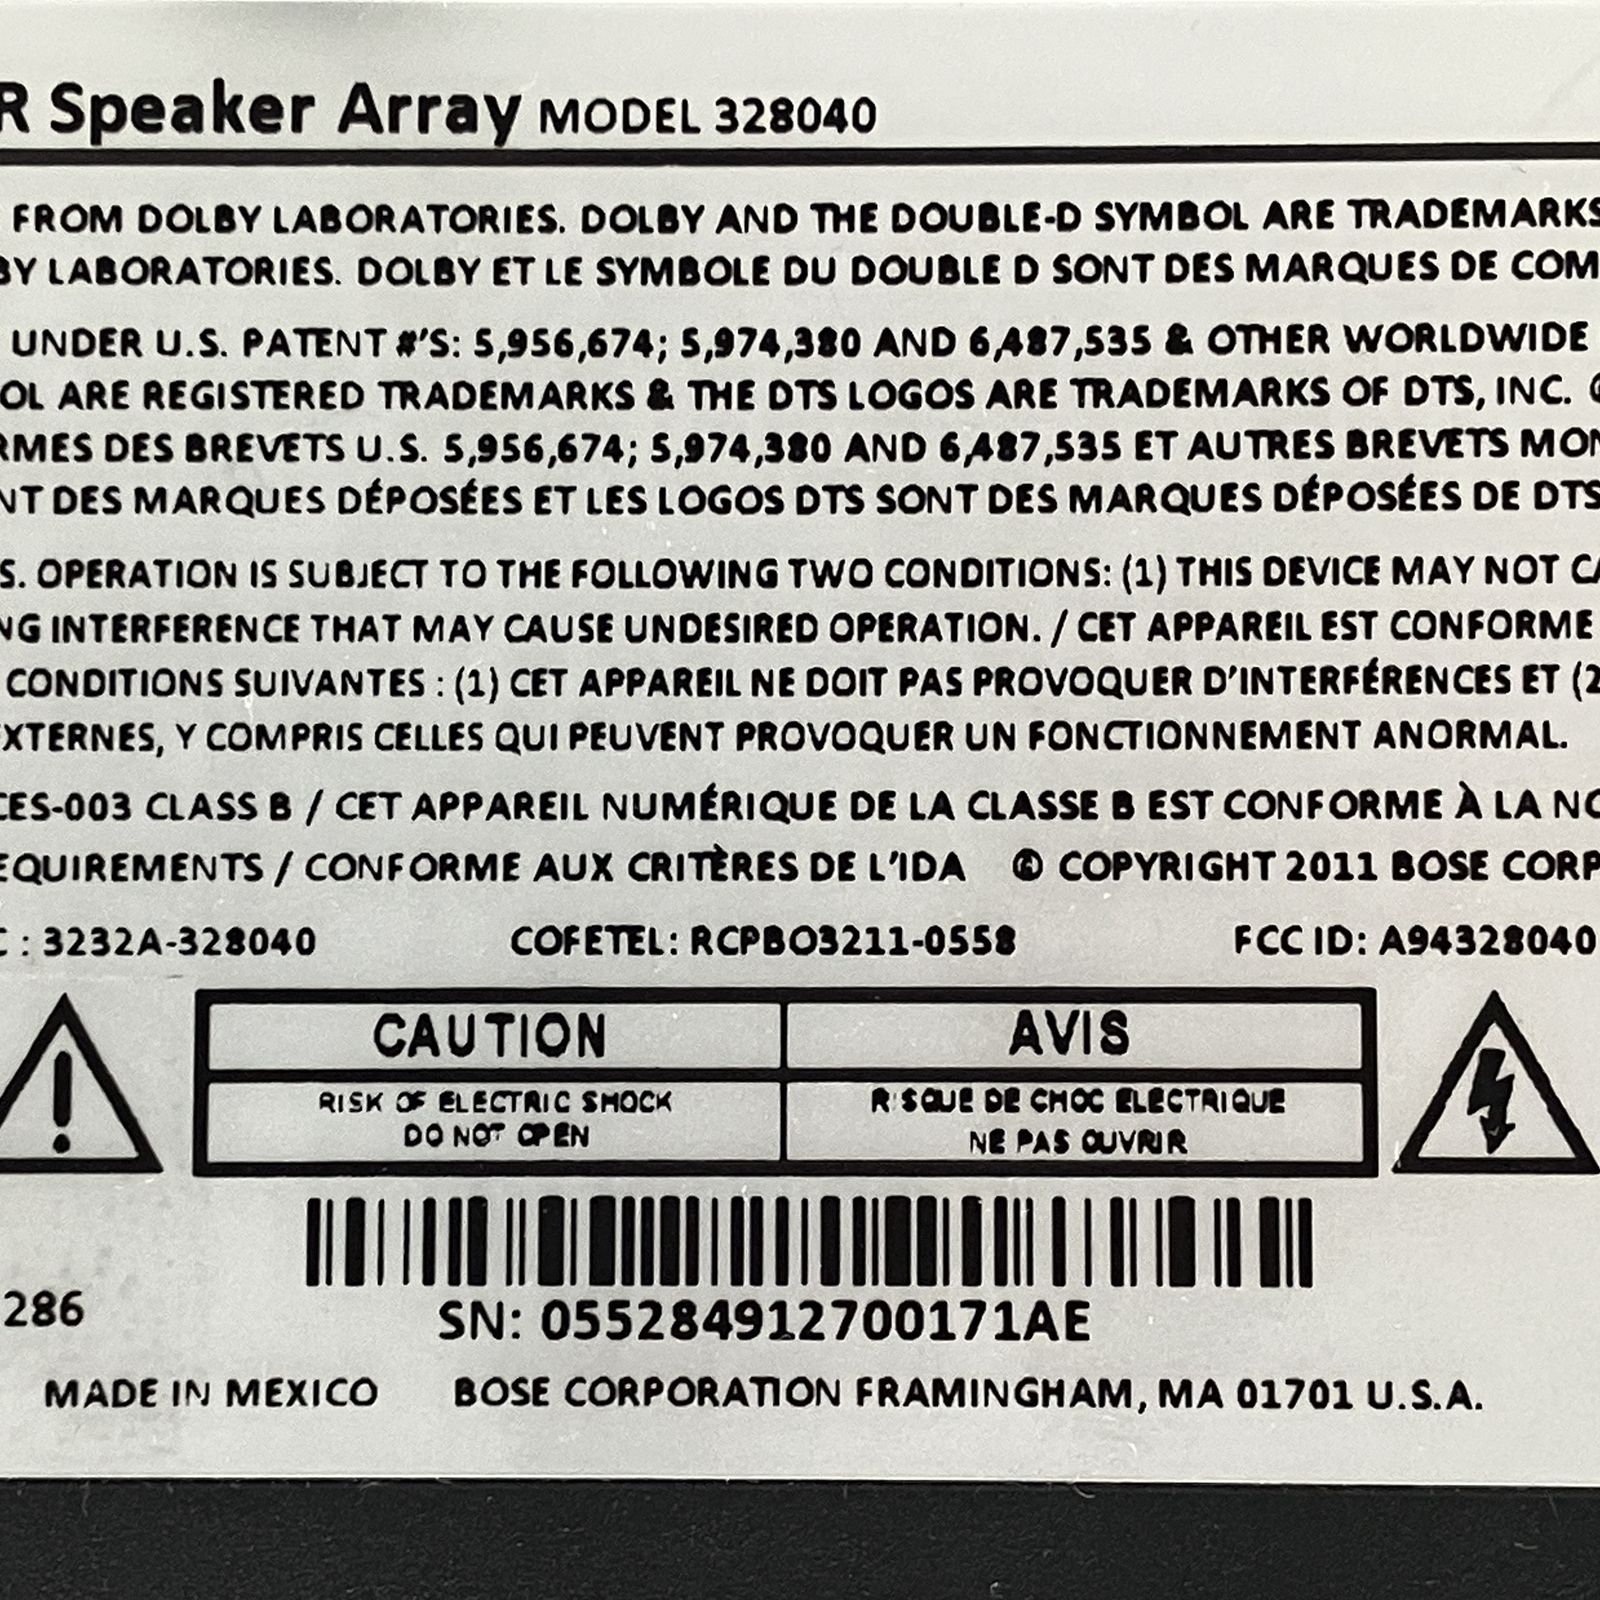 R Speaker Array MODEL 328040
FROM DOLBY LABORATORIES. DOLBY AND THE DOUBLE-D SYMBOL ARE TRADEMARKS
BY LABORATORIES. DOLBY ET LE SYMBOLE DU DOUBLE D SONT DES MARQUES DE COM
UNDER U.S. PATENT #'S: 5,956,674; 5,974,380 AND 6,487,535 & OTHER WORLDWIDE
OL ARE REGISTERED TRADEMARKS & THE DTS LOGOS ARE TRADEMARKS OF DTS, INC. ©
RMES DES BREVETS U.S. 5,956,674; 5,974,380 AND 6,487,535 ET AUTRES BREVETS MON
NT DES MARQUES DÉPOSÉES ET LES LOGOS DTS SONT DES MARQUES DÉPOSÉES DE DTS
S. OPERATION IS SUBJECT TO THE FOLLOWING TWO CONDITIONS: (1) THIS DEVICE MAY NOT CA
NG INTERFERENCE THAT MAY CAUSE UNDESIRED OPERATION. / CET APPAREIL EST CONFORME
CONDITIONS SUIVANTES : (1) CET APPAREIL NE DOIT PAS PROVOQUER D'INTERFÉRENCES ET (2
EXTERNES, Y COMPRIS CELLES QUI PEUVENT PROVOQUER UN FONCTIONNEMENT ANORMAL.
CES-003 CLASS B / CET APPAREIL NUMÉRIQUE DE LA CLASSE B EST CONFORME À LA NO
EQUIREMENTS / CONFORME AUX CRITÈRES DE L'IDA © COPYRIGHT 2011 BOSE CORP
C : 3232A-328040 COFETEL: RCPBO3211-0558 FCC ID: A94328040
CAUTION AVIS
RISK OF ELECTRIC SHOCK
DO NOT OPEN
RISQUE DE CHOC ELECTRIQUE
NE PAS OUVRIR
286
SN: 055284912700171AE
MADE IN MEXICO BOSE CORPORATION FRAMINGHAM, MA 01701 U.S.A.